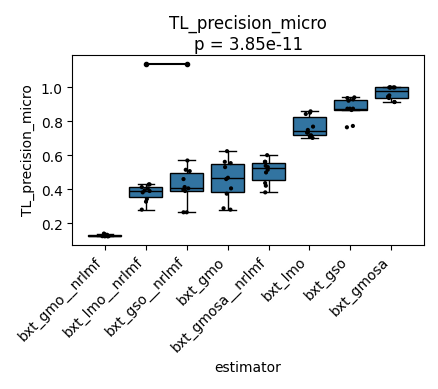 TL_precision_micro
p = 3.85e-11
TL_precision_micro
1.0
0.8
0.6
0.4
0.2
bxt_gmo__nrlmf
bxt_lmo__nrlmf
bxt_gso__nrlmf
bxt_gmo
bxt_gmosa__nrlmf
bxt_lmo
bxt_gso
bxt_gmosa
estimator